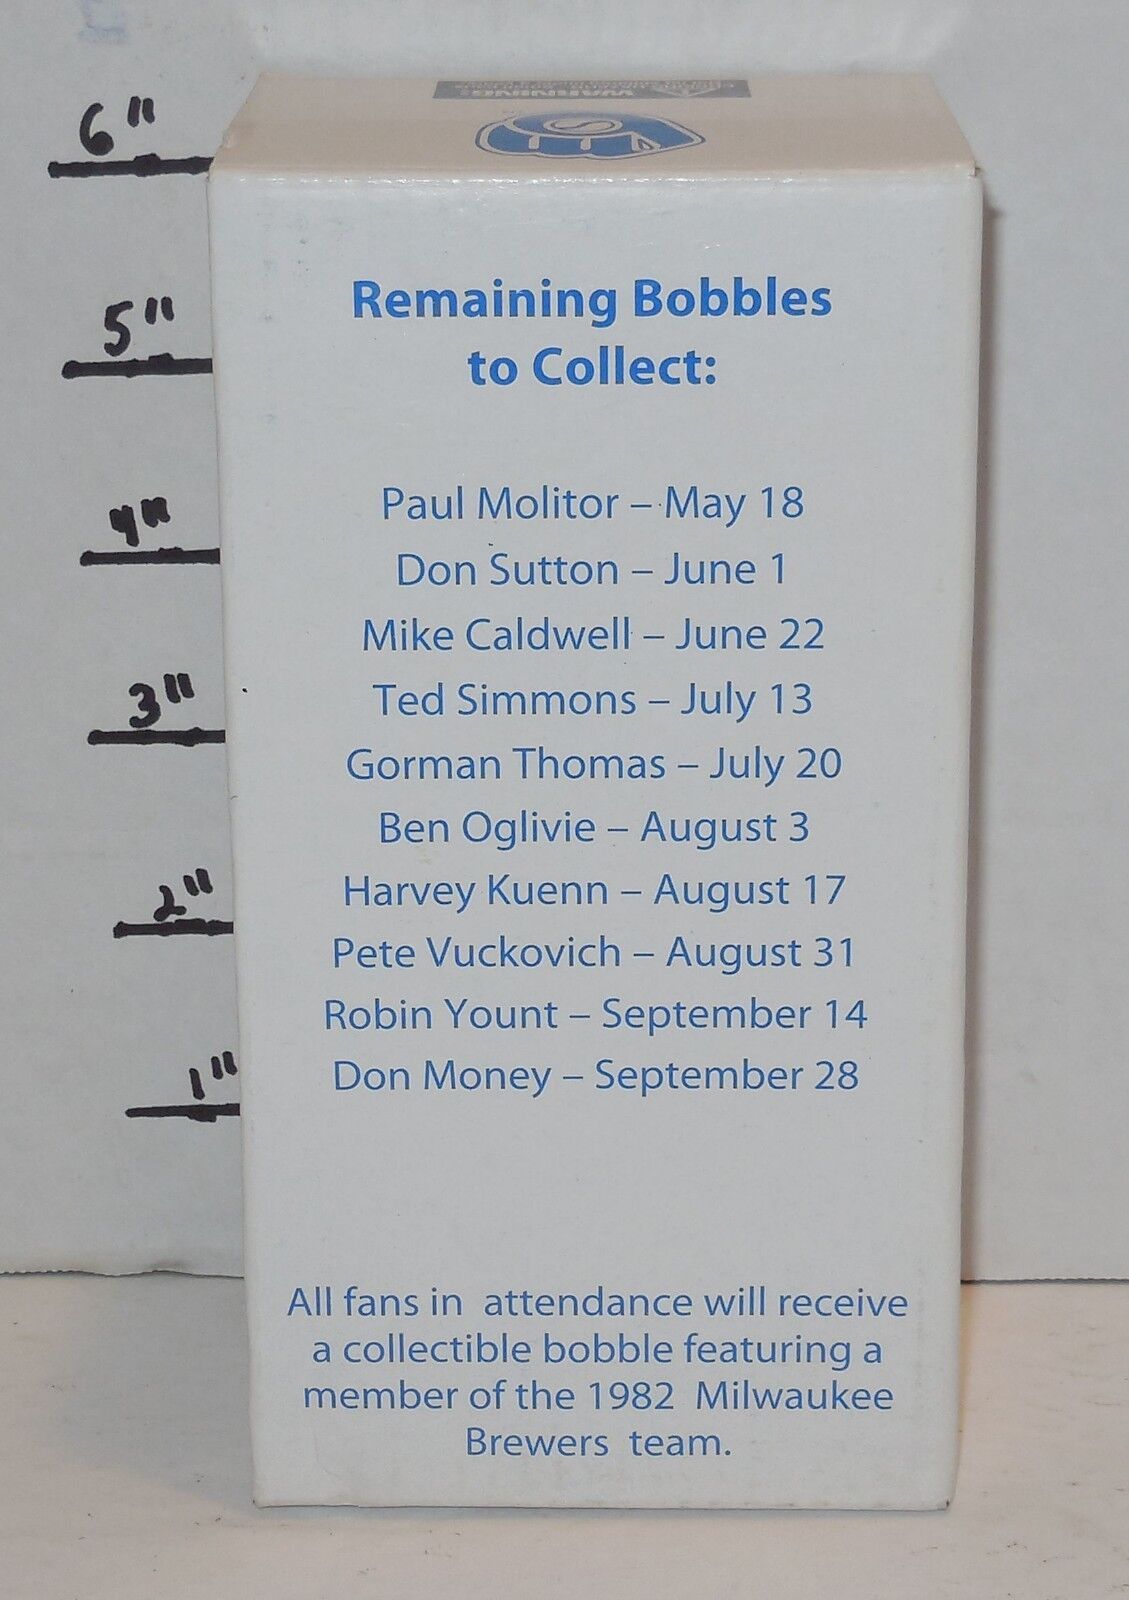 WARNING:
6"
5"
4"
3"
2"
1"
Remaining Bobbles
to Collect:
Paul Molitor – May 18
Don Sutton – June 1
Mike Caldwell – June 22
Ted Simmons – July 13
Gorman Thomas – July 20
Ben Oglivie – August 3
Harvey Kuenn – August 17
Pete Vuckovich – August 31
Robin Yount – September 14
Don Money – September 28
All fans in attendance will receive
a collectible bobble featuring a
member of the 1982 Milwaukee
Brewers team.